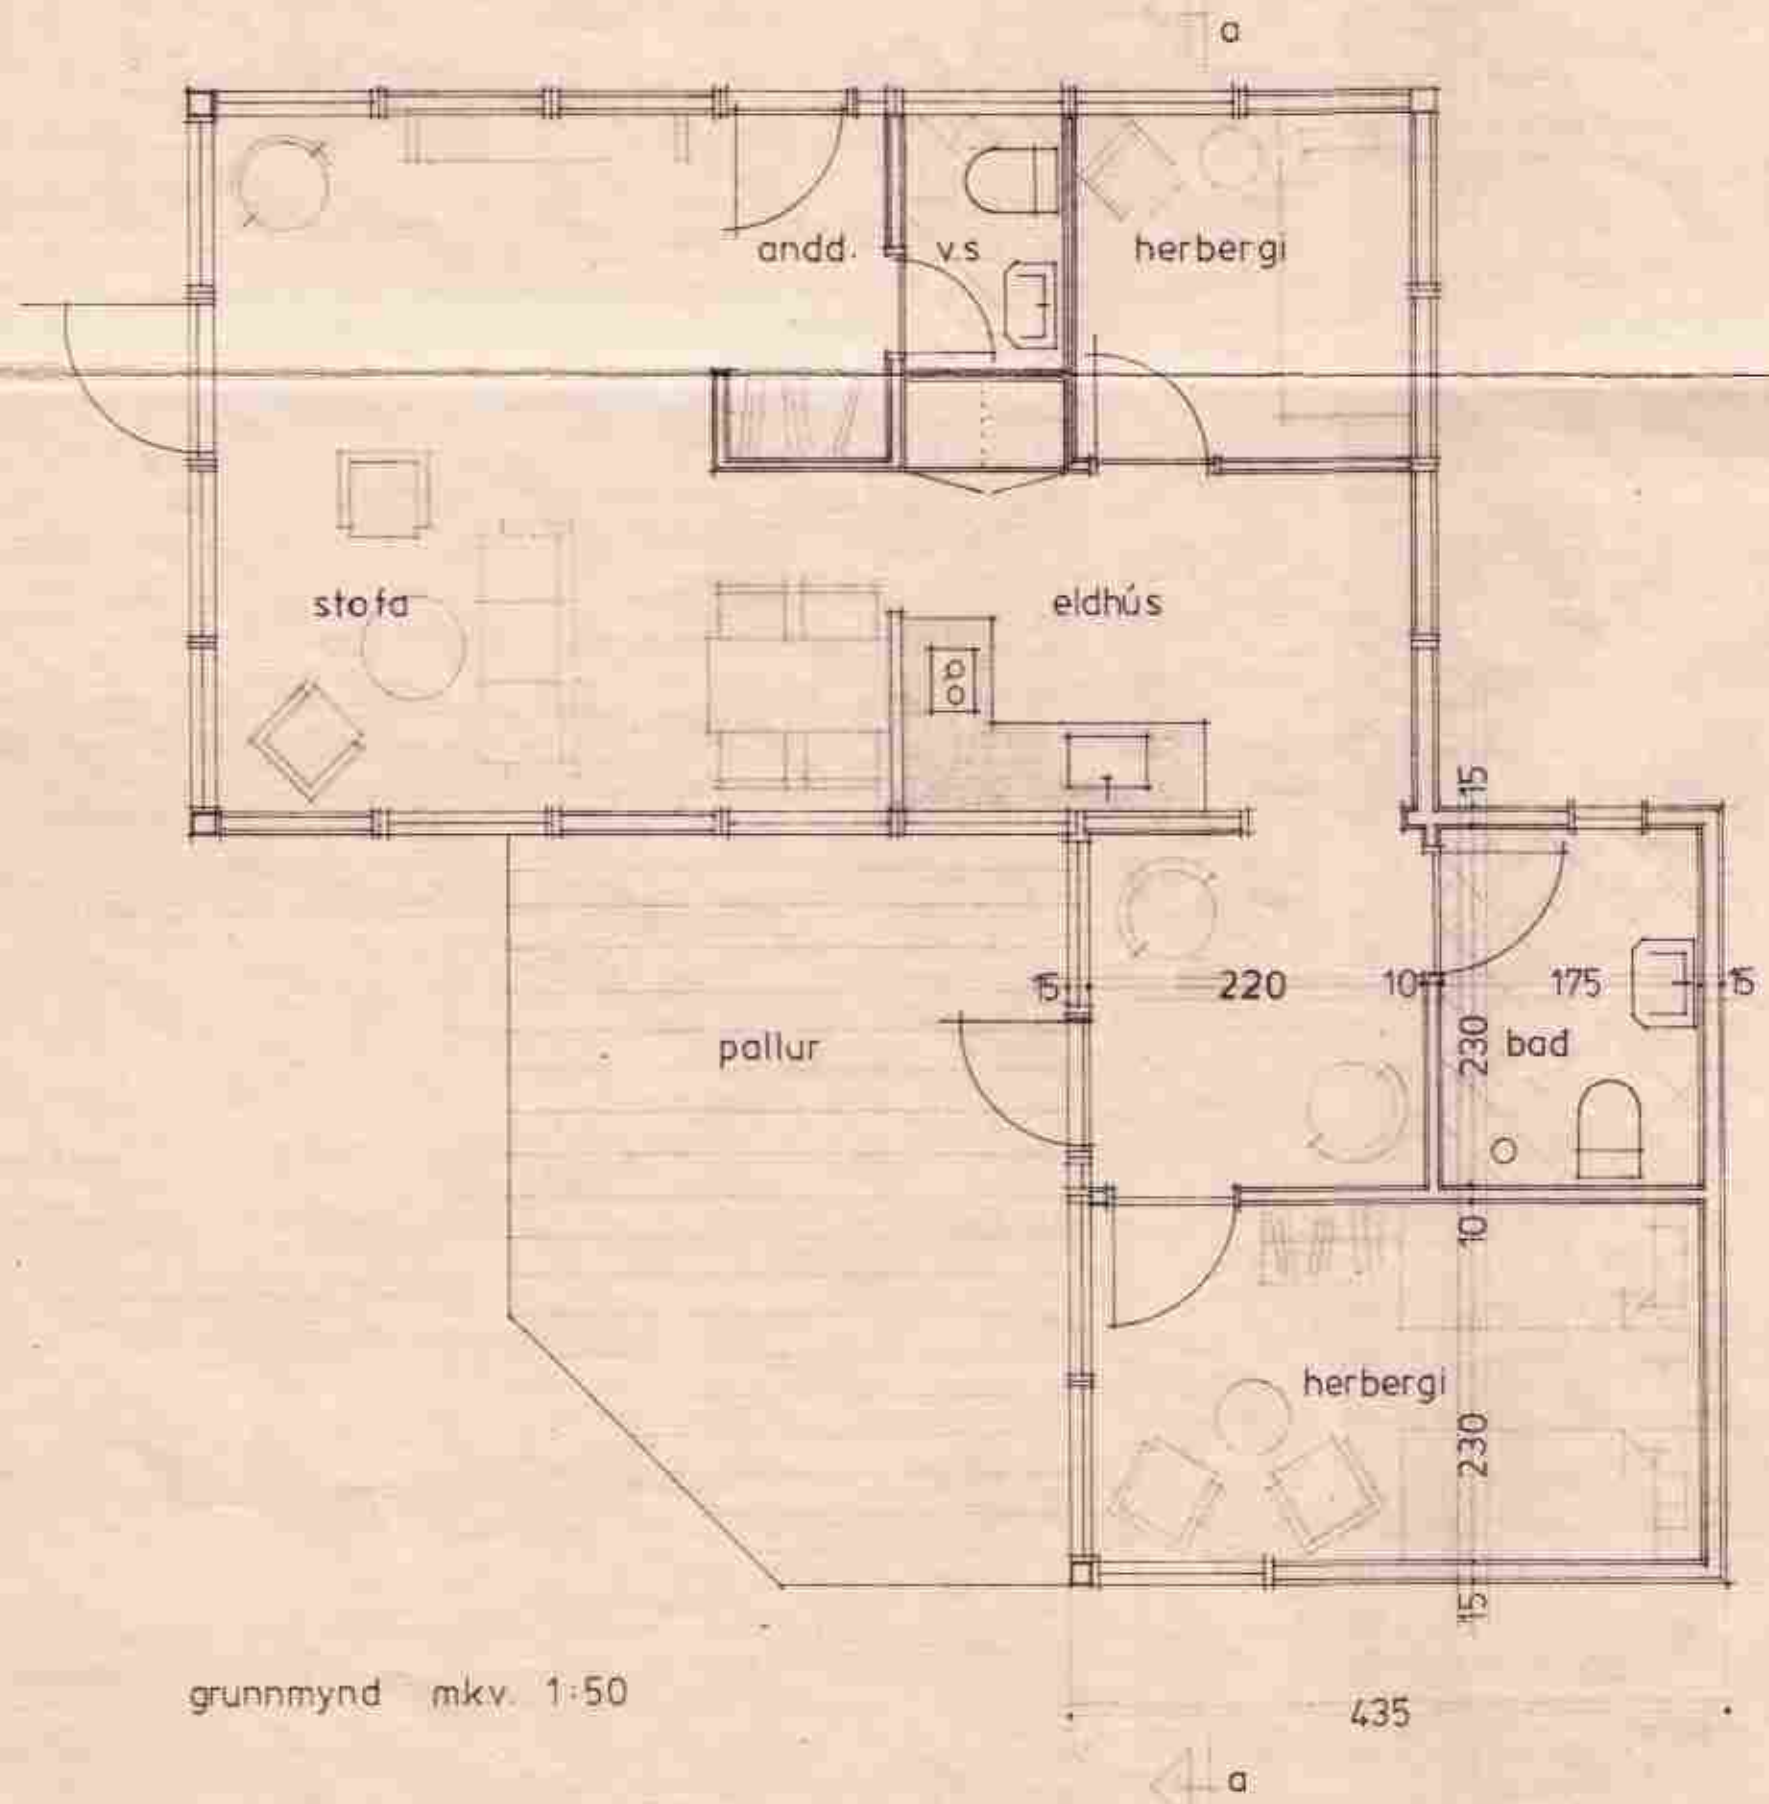 a
andd.
v.s
herbergi
stofa
eldhús
15
15
220
10
175
15
pallur
230
bad
10
herbergi
230
15
grunnmynd mkv. 1:50
435
a